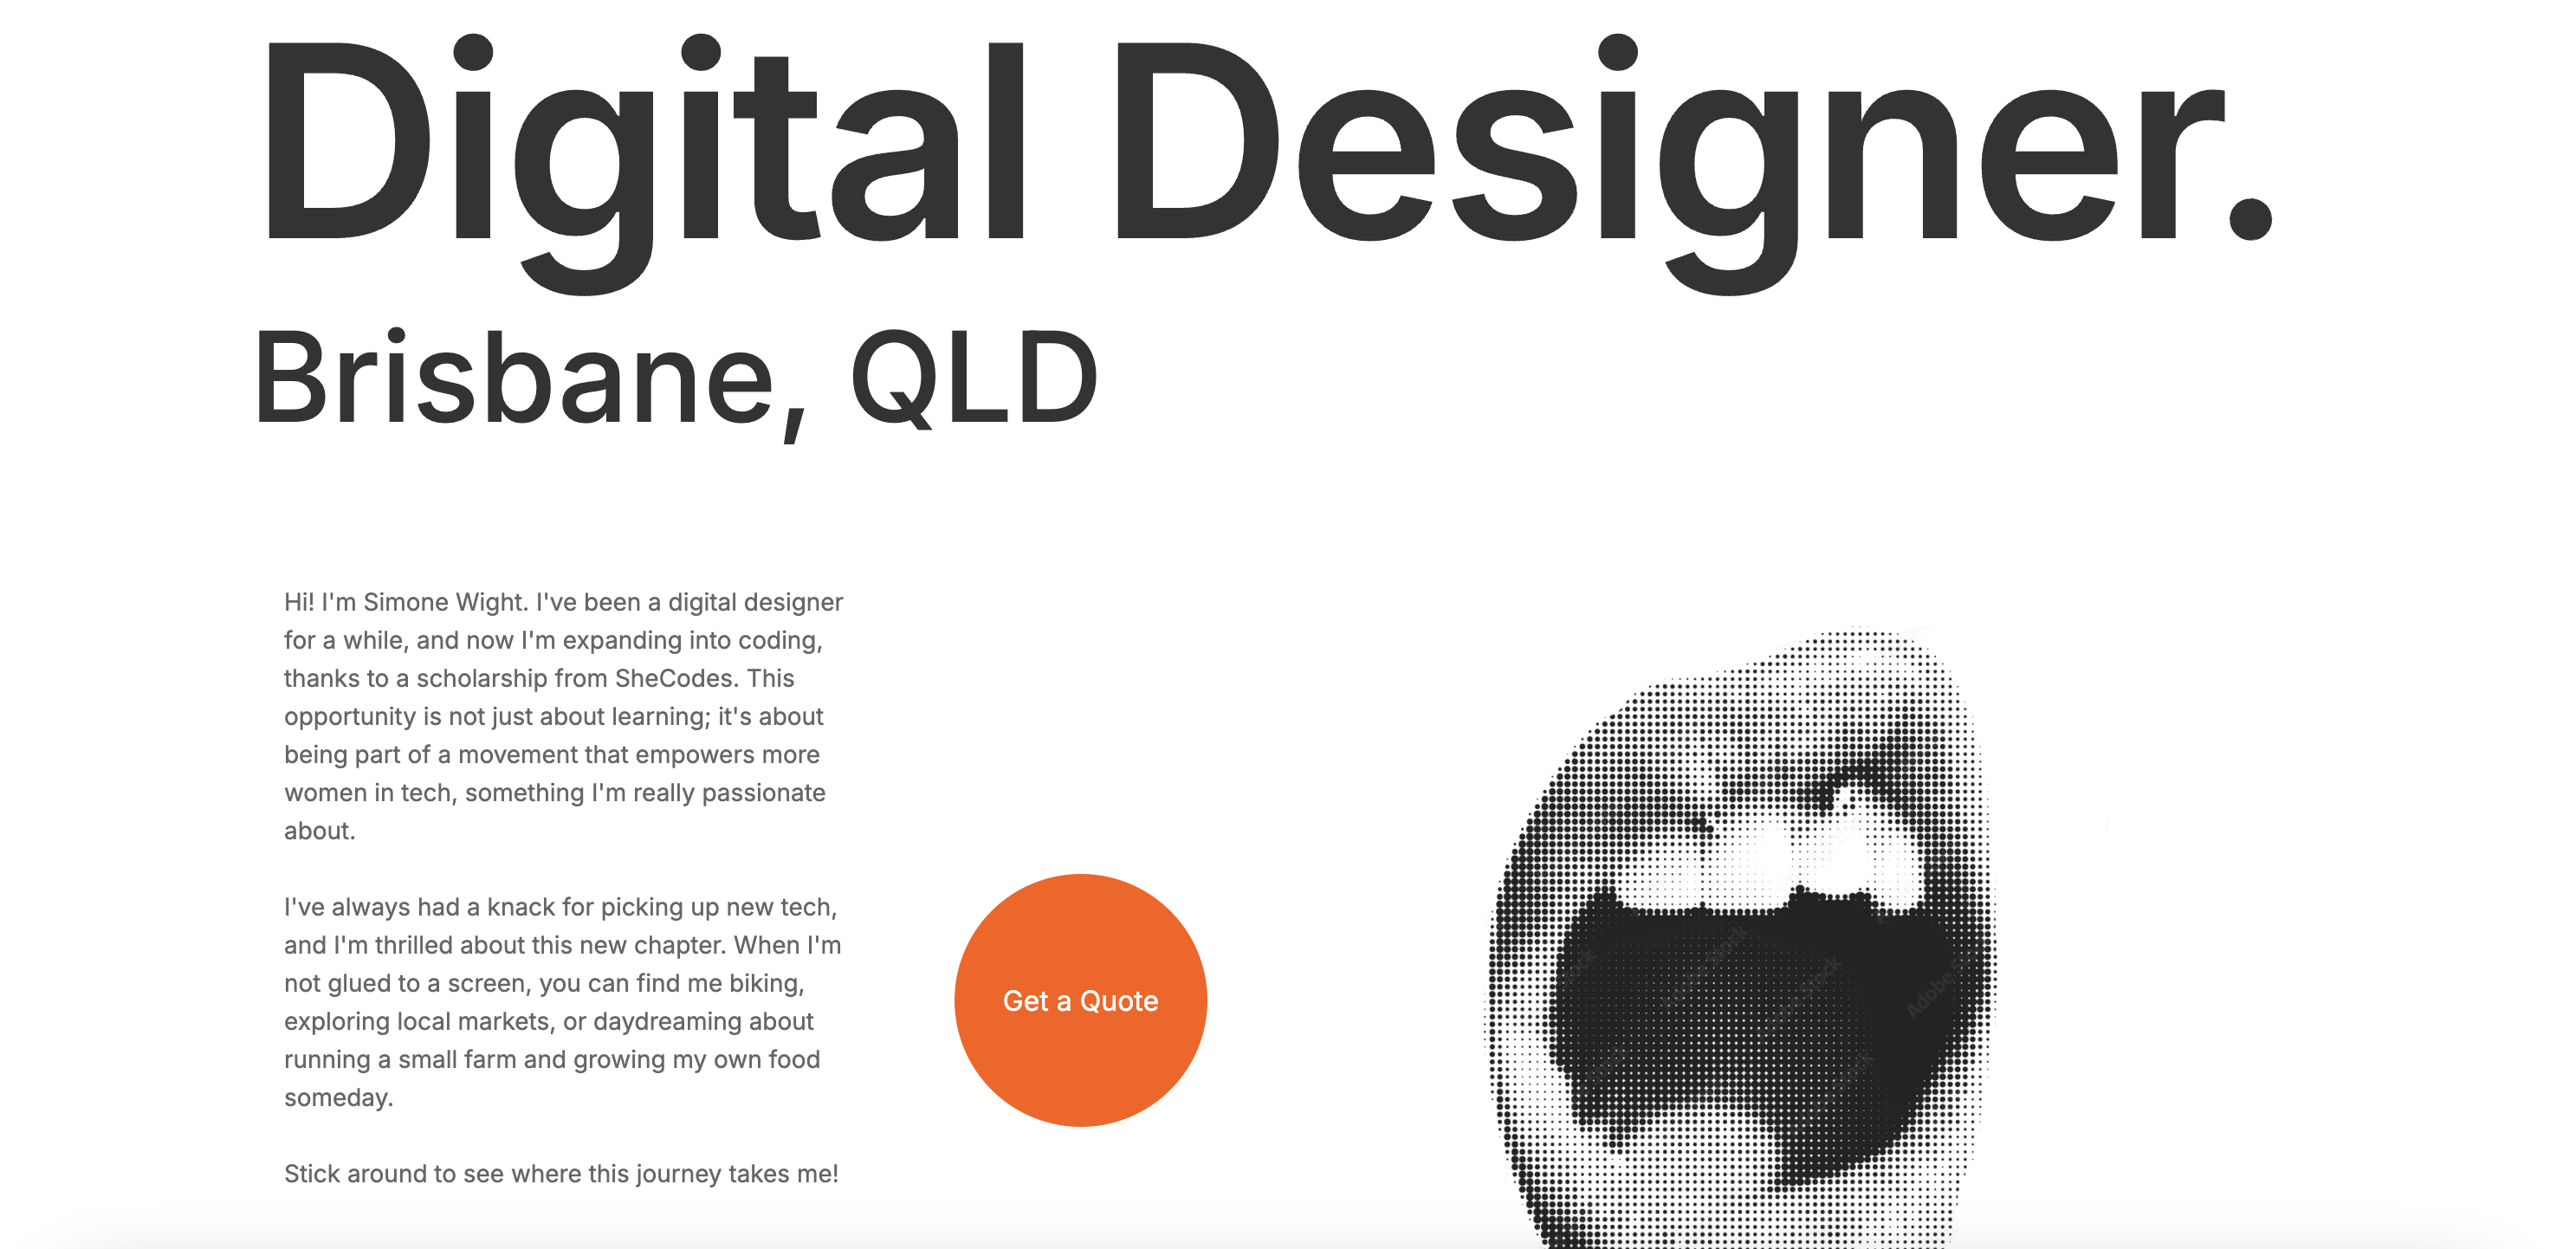 Digital Designer.
Brisbane, QLD
Hi! I'm Simone Wight. I've been a digital designer
for a while, and now I'm expanding into coding,
thanks to a scholarship from SheCodes. This
opportunity is not just about learning; it's about
being part of a movement that empowers more
women in tech, something I'm really passionate
about.
I've always had a knack for picking up new tech,
and I'm thrilled about this new chapter. When I'm
not glued to a screen, you can find me biking,
exploring local markets, or daydreaming about
running a small farm and growing my own food
someday.
Stick around to see where this journey takes me!
Get a Quote
Adobe Stock